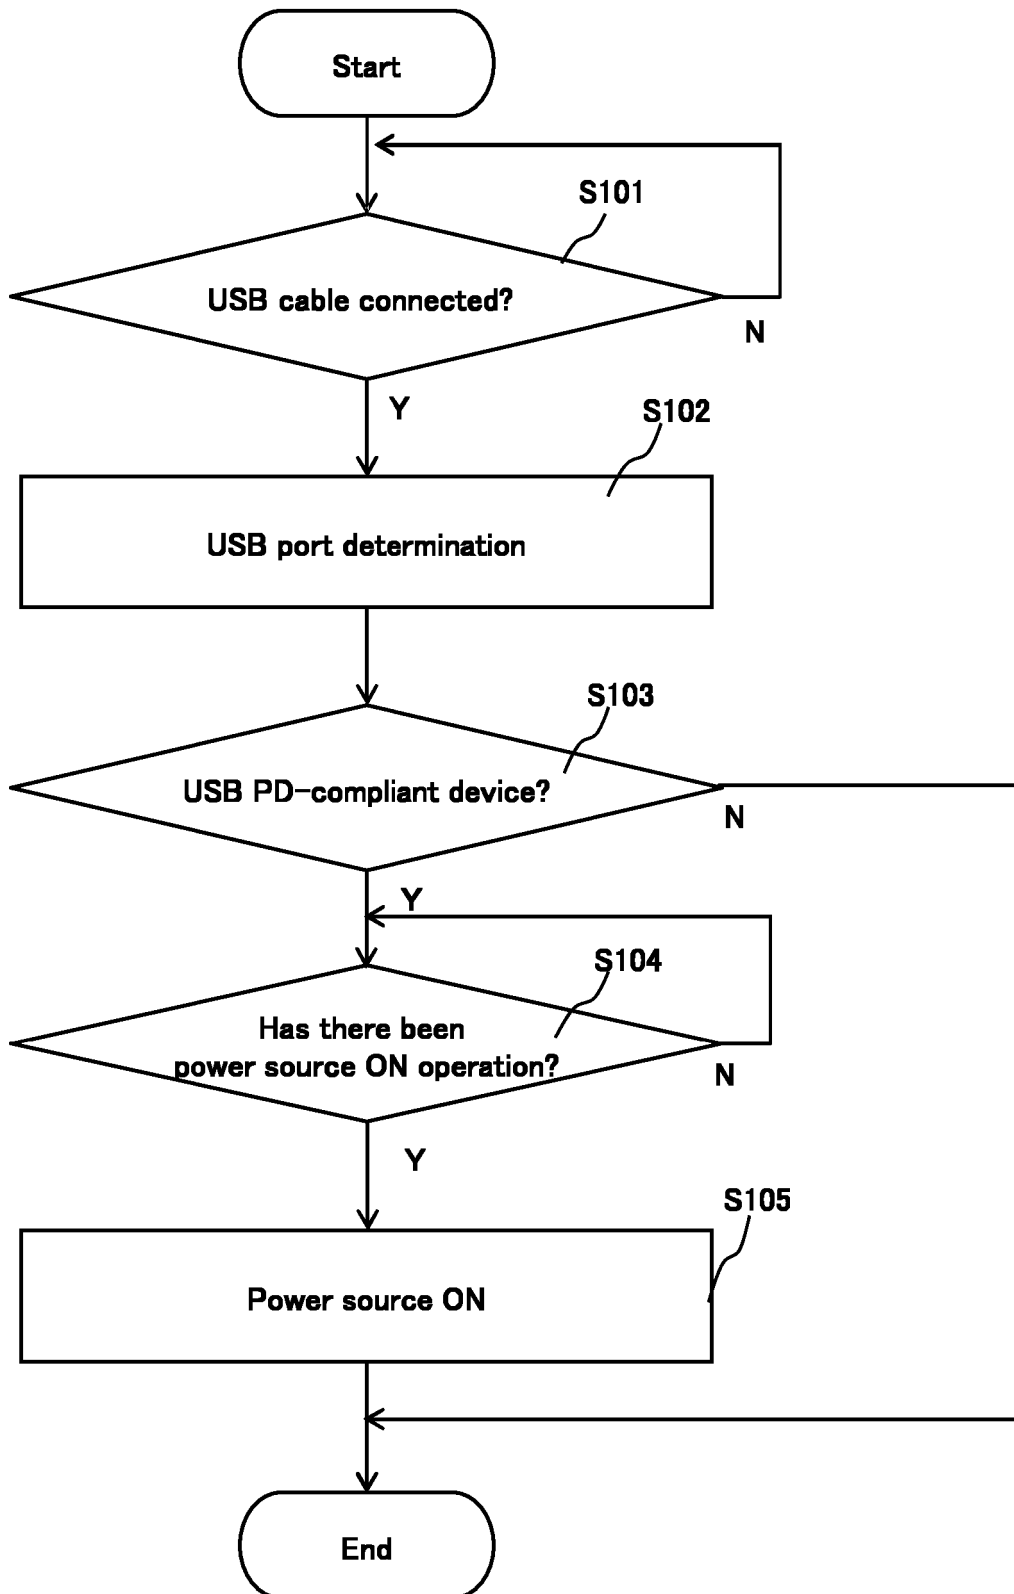 Start
S101
USB cable connected?
N
Y
S102
USB port determination
S103
USB PD-compliant device?
N
Y
S104
Has there been
power source ON operation?
N
Y
S105
Power source ON
End